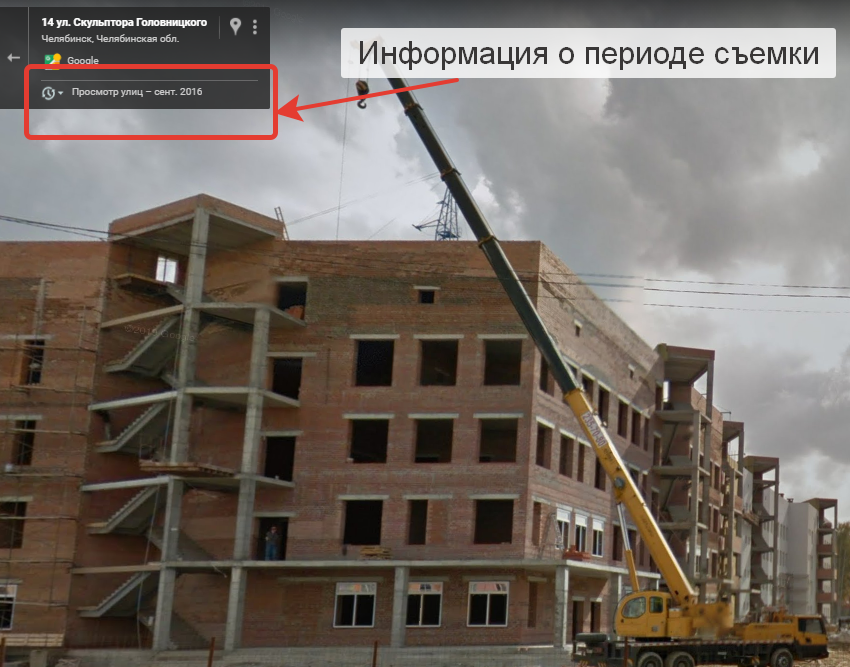 14 ул. Скульптора Головницкого
Челябинск, Челябинская обл.
Google
Просмотр улиц – сент. 2016
Информация о периоде съемки